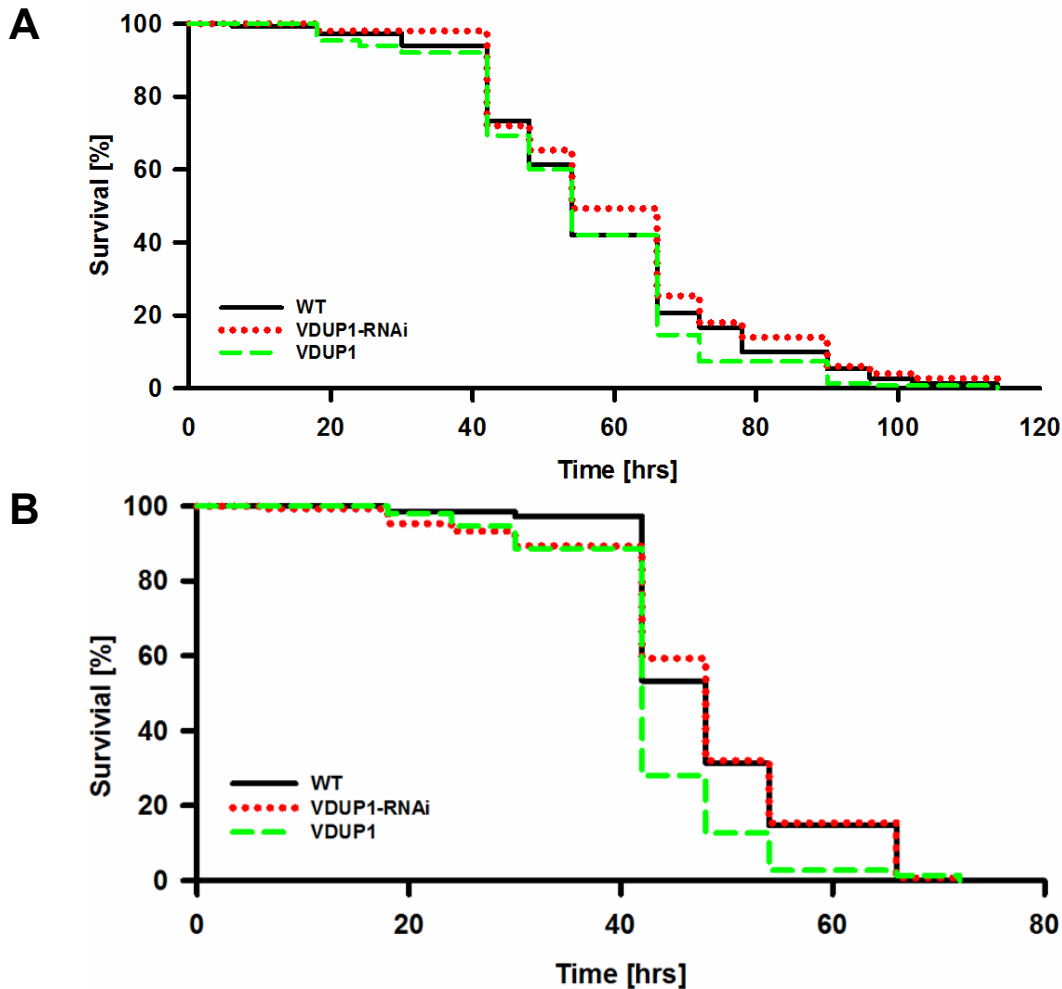 A
100
80
60
40
20
0
Survival [%]
WT
VDUP1-RNAi
VDUP1
0 20 40 60 80 100 120
Time [hrs]
B
100
80
60
40
20
0
Survivial [%]
WT
VDUP1-RNAi
VDUP1
0 20 40 60 80
Time [hrs]